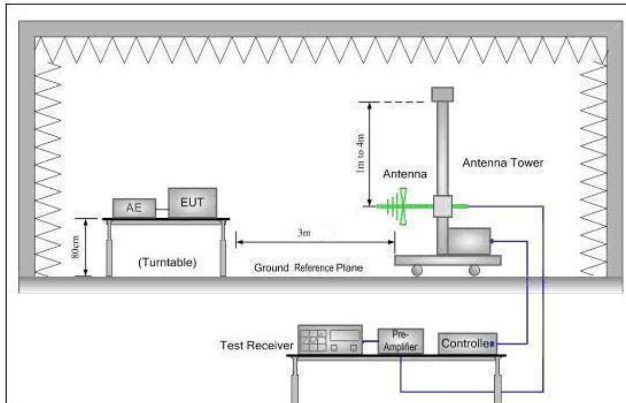 1m to 4m
Antenna
Antenna Tower
AE
EUT
80cm
(Turntable)
3m
Ground Reference Plane
Test Receiver
Pre-
Amplifier
Controller